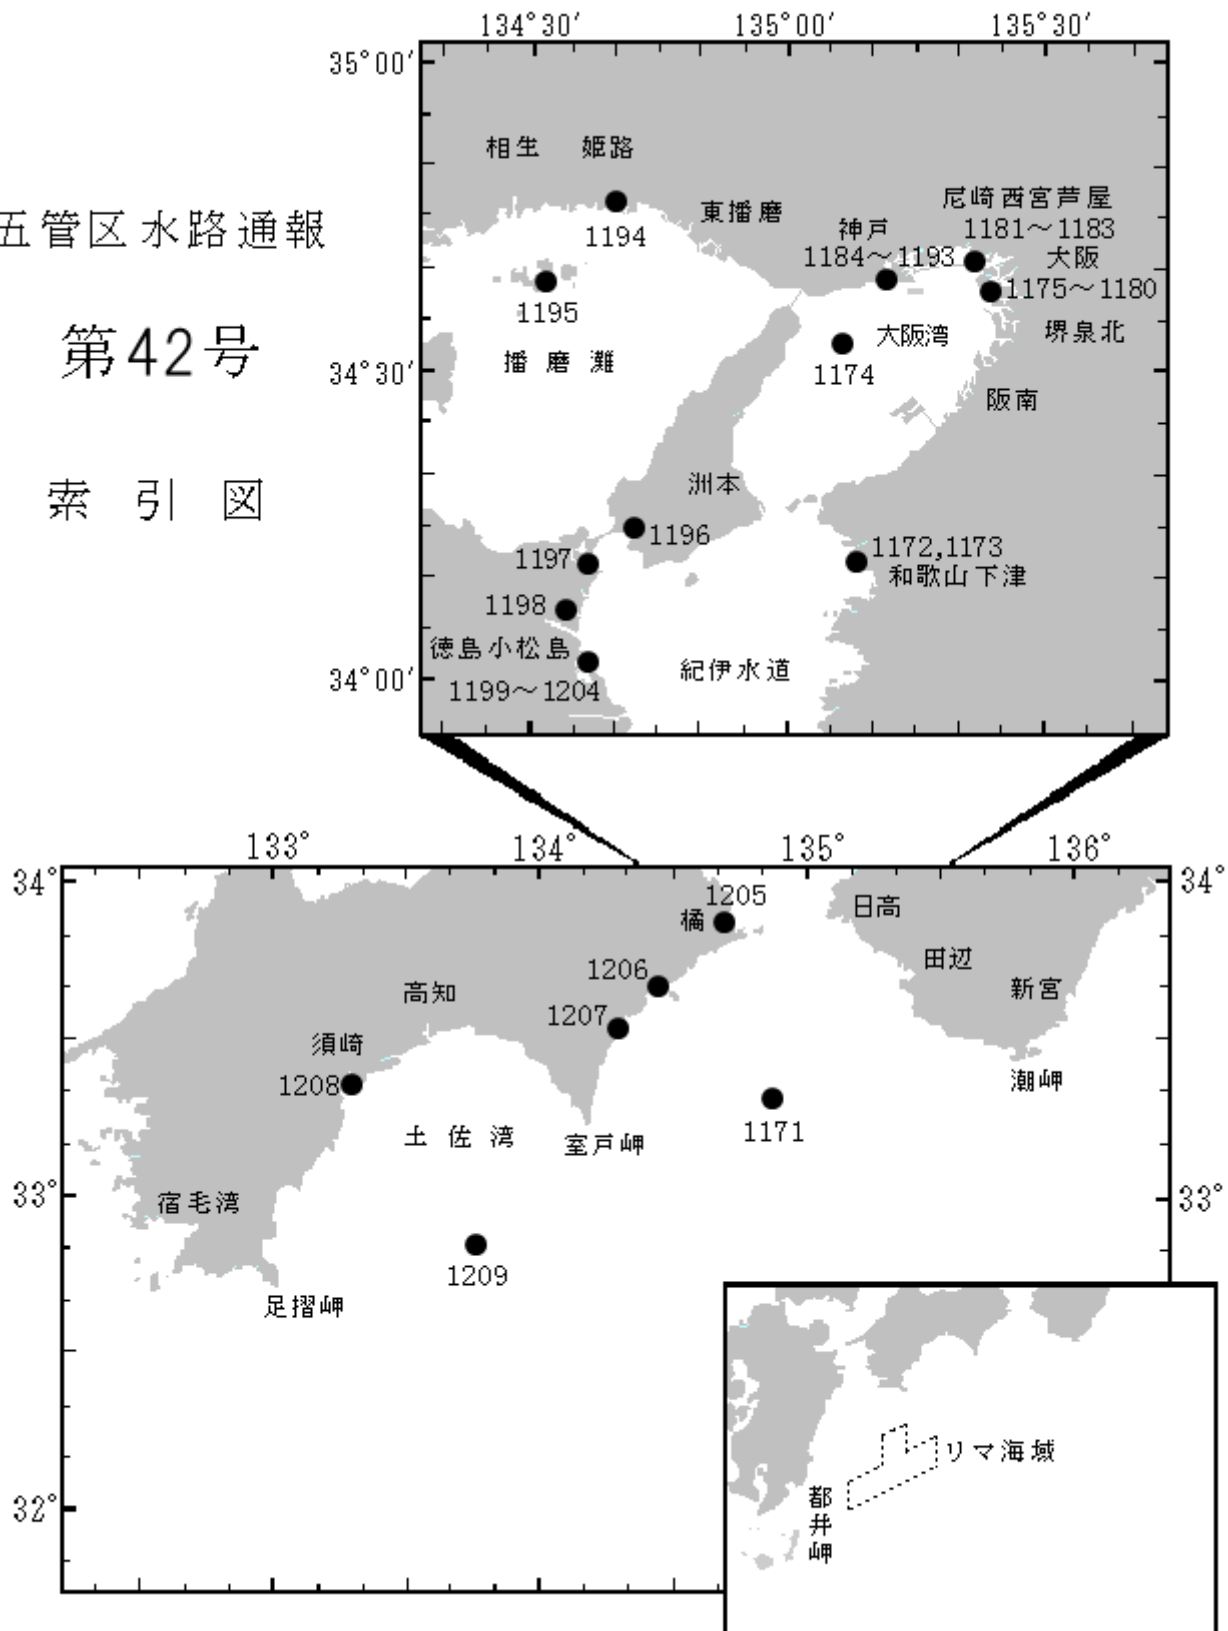 134°30′ 135°00′ 135°30′
35°00′
相生 姫路
五管区水路通報
東播磨
尼崎西宮芦屋
1181～1183
神戸
1184～1193
大阪
1175～1180
1194
1195
第42号
播磨灘
大阪湾
堺泉北
34°30′
1174
阪南
索引図
洲本
1196
1197
1172,1173
和歌山下津
1198
徳島小松島
1199～1204
紀伊水道
34°00′
133° 134° 135° 136°
34° 34°
1205
橘
日高
田辺
新宮
1206
1207
高知
須崎
1208
潮岬
1171
土佐湾
室戸岬
33° 33°
宿毛湾
1209
足摺岬
リマ海域
都井岬
32°